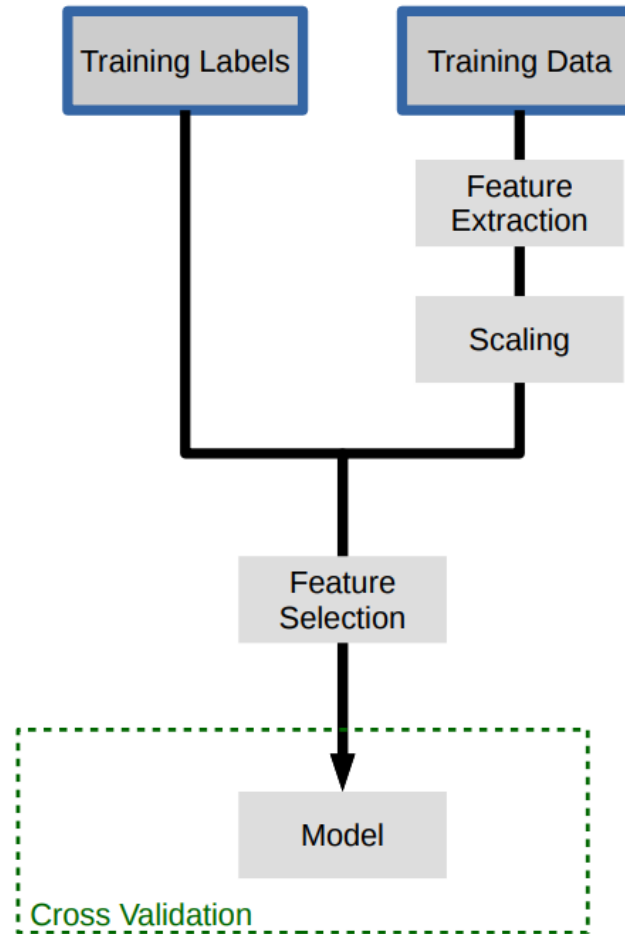 Training Labels
Training Data
Feature
Extraction
Scaling
Feature
Selection
Model
Cross Validation